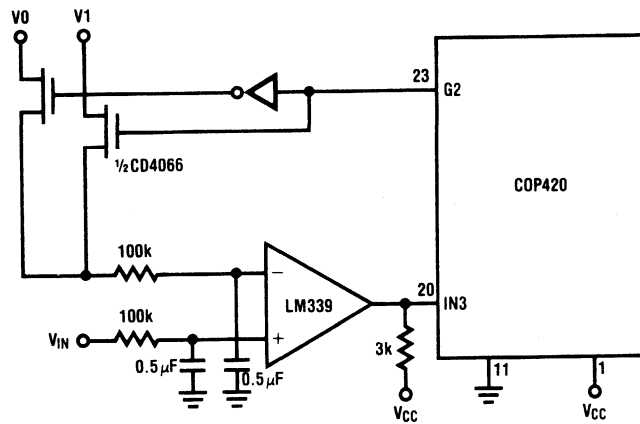 V0 V1
23
G2
½CD4066
COP420
100k
20
IN3
LM339
−
+
100k
VIN
3k
0.5µF
0.5µF
11
1
VCC
VCC